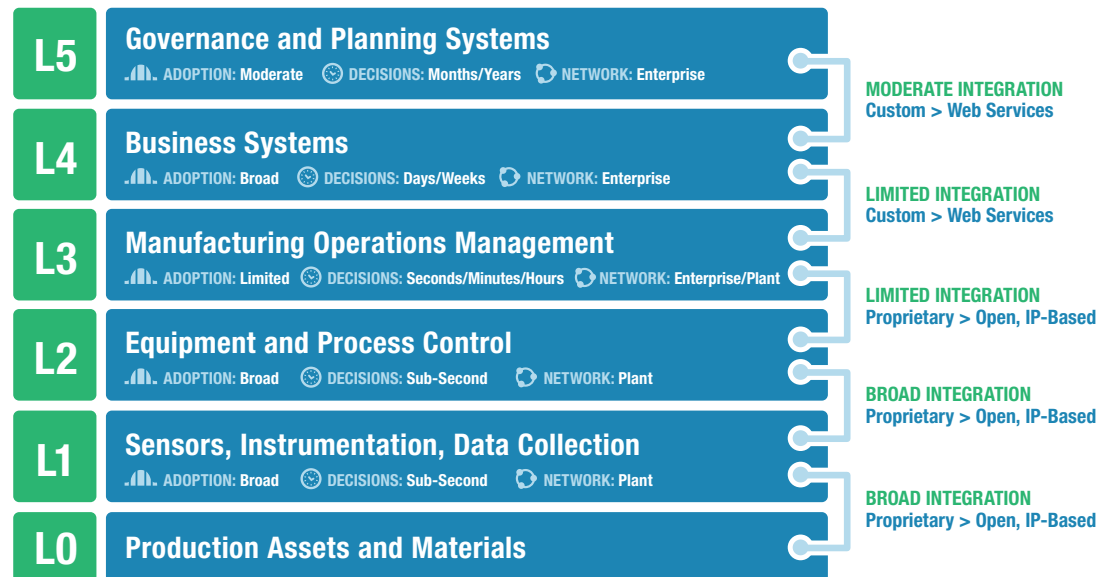 L5
Governance and Planning Systems
ADOPTION: Moderate DECISIONS: Months/Years NETWORK: Enterprise
MODERATE INTEGRATION
Custom > Web Services
L4
Business Systems
ADOPTION: Broad DECISIONS: Days/Weeks NETWORK: Enterprise
LIMITED INTEGRATION
Custom > Web Services
L3
Manufacturing Operations Management
ADOPTION: Limited DECISIONS: Seconds/Minutes/Hours NETWORK: Enterprise/Plant
LIMITED INTEGRATION
Proprietary > Open, IP-Based
L2
Equipment and Process Control
ADOPTION: Broad DECISIONS: Sub-Second NETWORK: Plant
BROAD INTEGRATION
Proprietary > Open, IP-Based
L1
Sensors, Instrumentation, Data Collection
ADOPTION: Broad DECISIONS: Sub-Second NETWORK: Plant
BROAD INTEGRATION
Proprietary > Open, IP-Based
L0
Production Assets and Materials